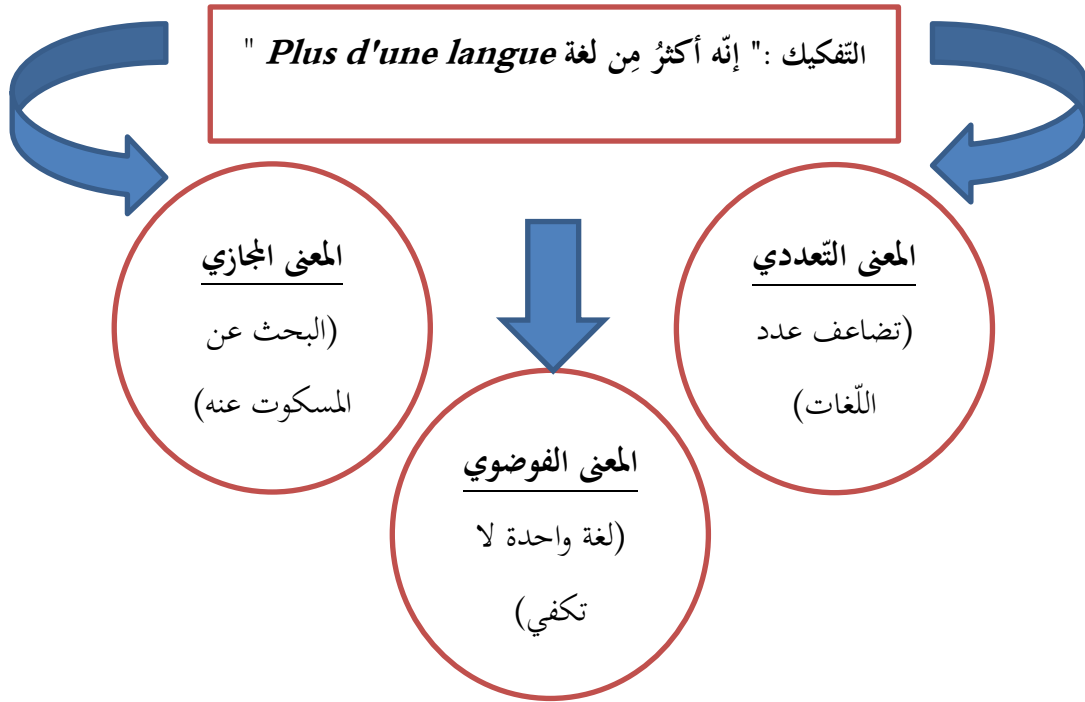 التّفكيك :" إنّه أكثرُ مِن لغة Plus d'une langue "
المعنى التّعددي
(تضاعف عدد
اللّغات)
المعنى الفوضوي
(لغة واحدة لا
تكفي)
المعنى المجازي
(البحث عن
المسكوت عنه)